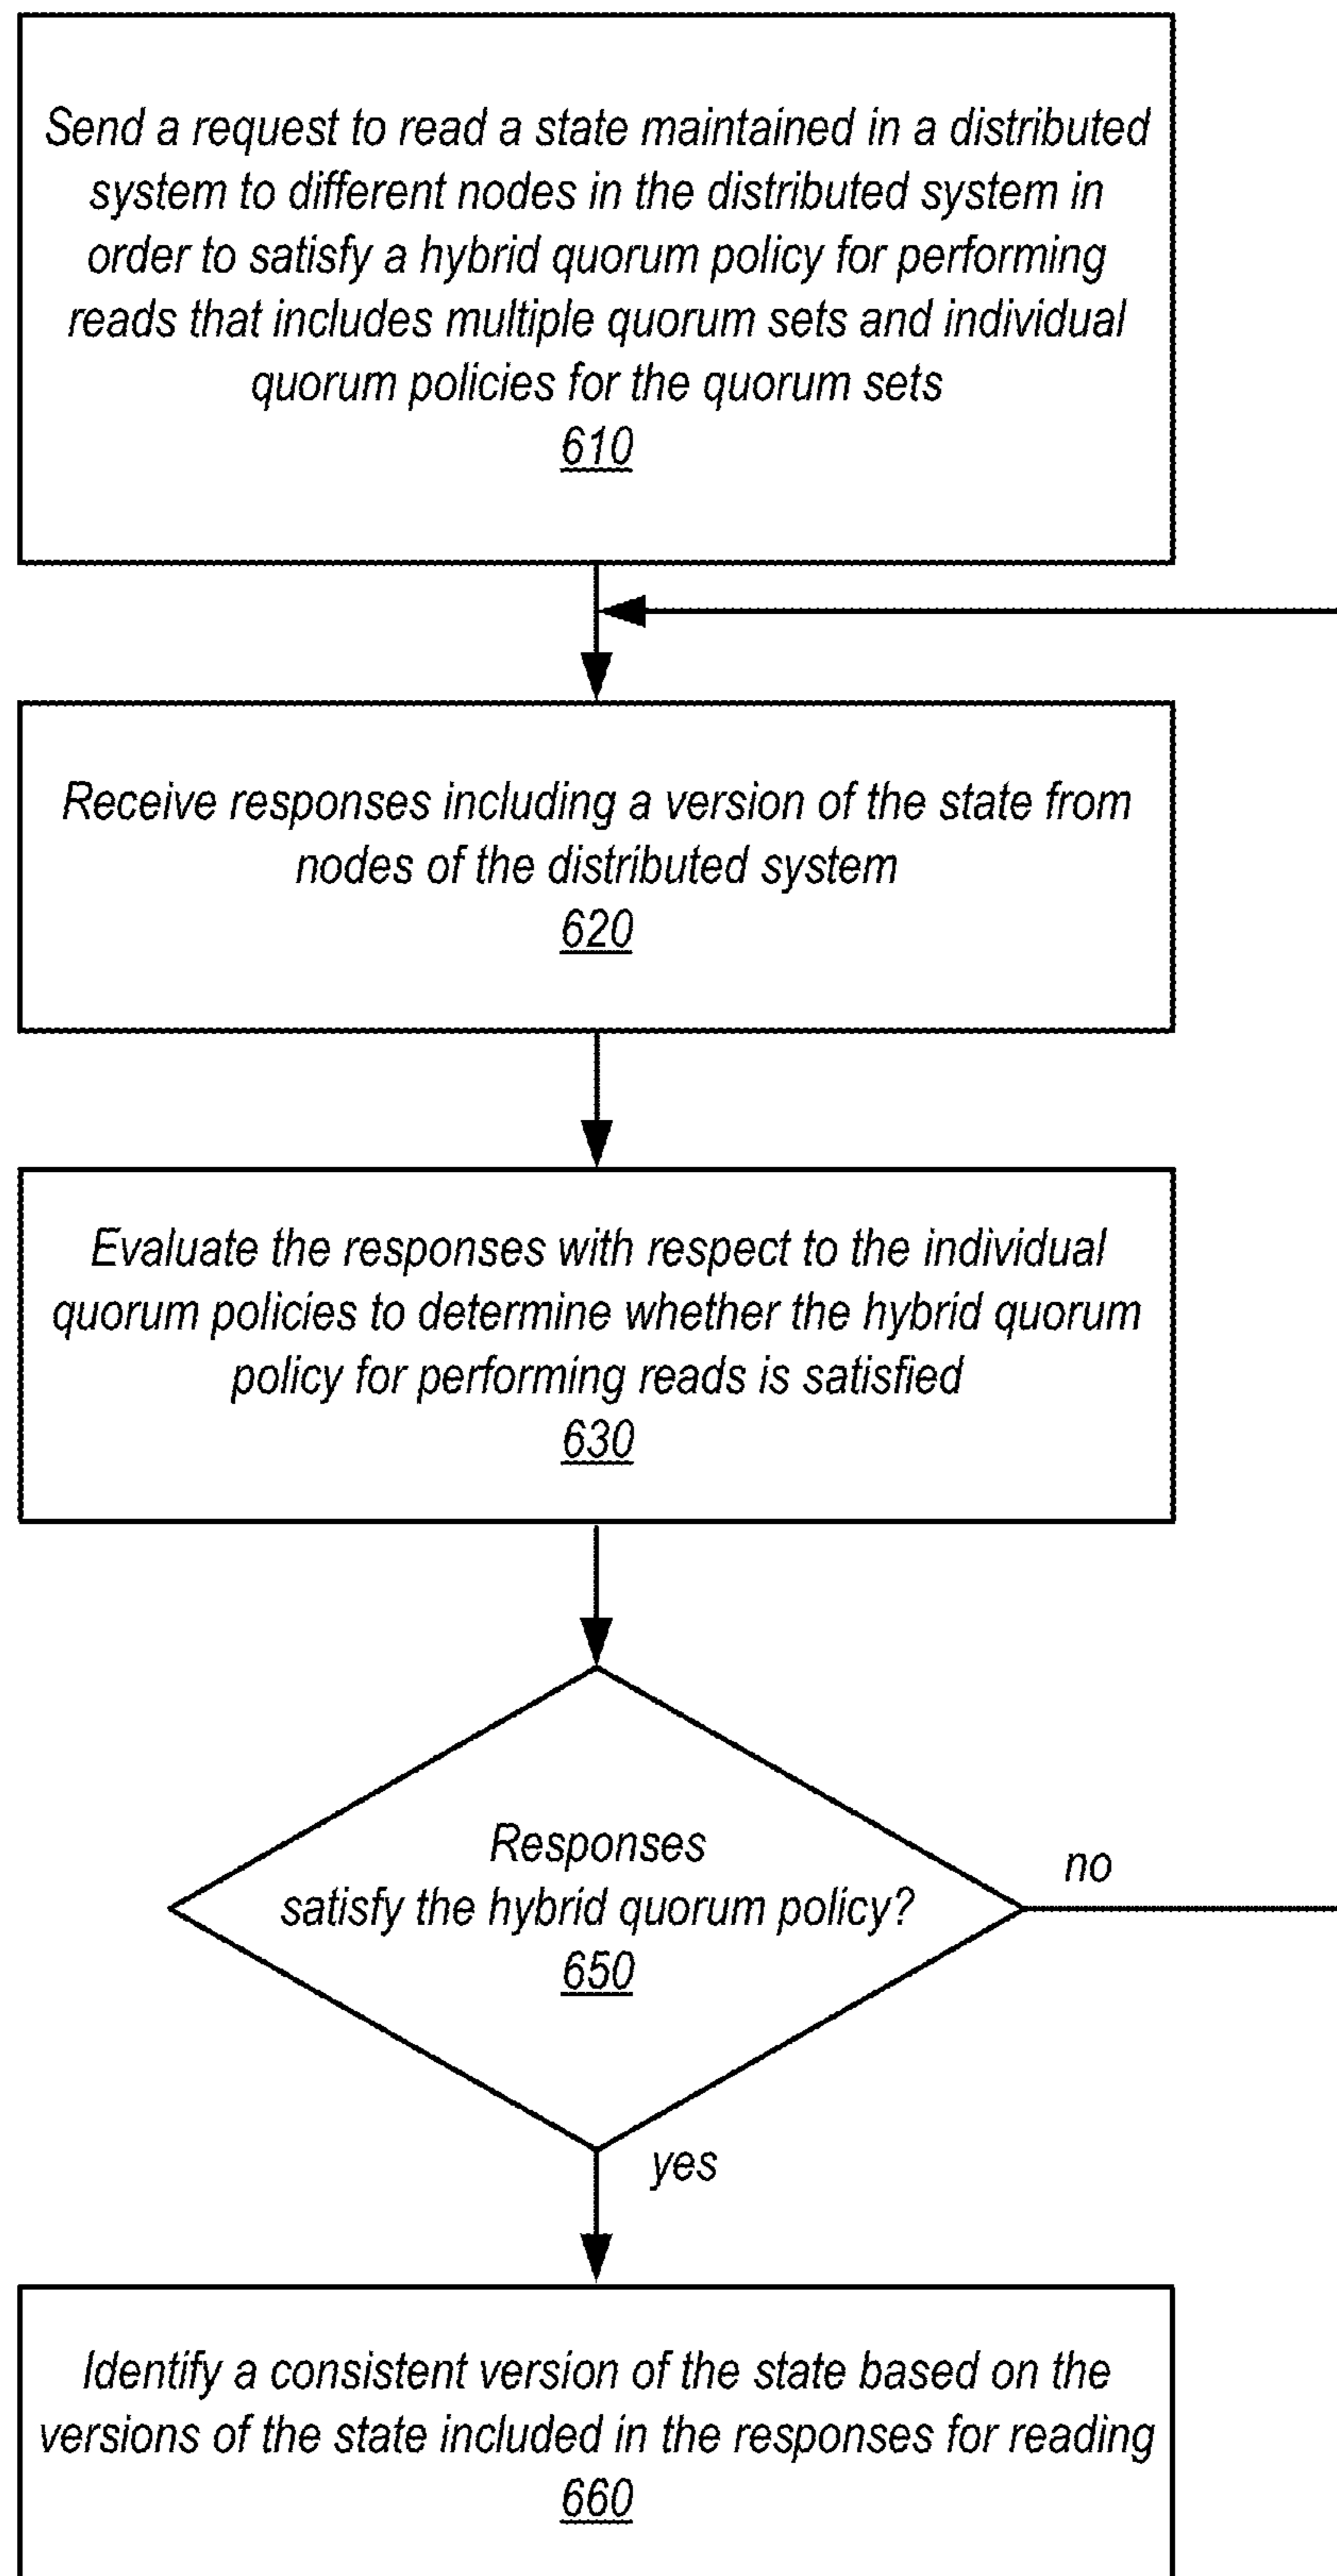 Send a request to read a state maintained in a distributed
system to different nodes in the distributed system in
order to satisfy a hybrid quorum policy for performing
reads that includes multiple quorum sets and individual
quorum policies for the quorum sets
610
Receive responses including a version of the state from
nodes of the distributed system
620
Evaluate the responses with respect to the individual
quorum policies to determine whether the hybrid quorum
policy for performing reads is satisfied
630
Responses
satisfy the hybrid quorum policy?
650
no
yes
Identify a consistent version of the state based on the
versions of the state included in the responses for reading
660